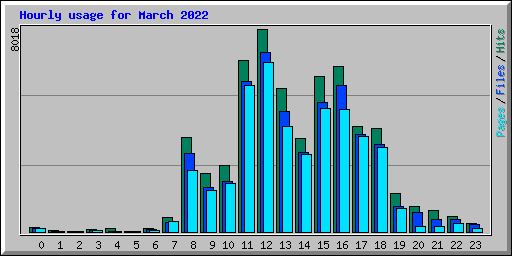 Hourly usage for March 2022
8018
Pages/Files/Hits
0 1 2 3 4 5 6 7 8 9 10 11 12 13 14 15 16 17 18 19 20 21 22 23